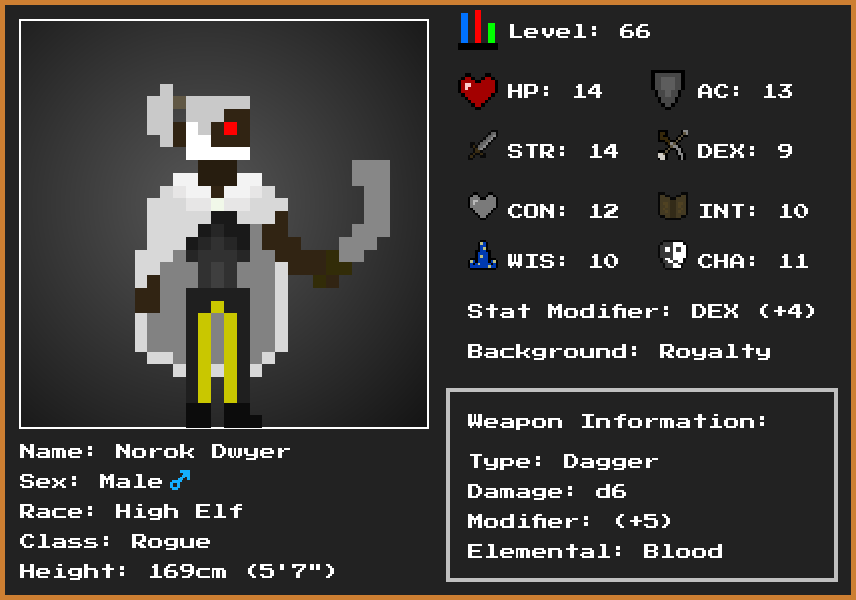 Level: 66
HP: 14 AC: 13
STR: 14 DEX: 9
CON: 12 INT: 10
WIS: 10 CHA: 11
Stat Modifier: DEX (+4)
Background: Royalty
Weapon Information:
Type: Dagger
Damage: d6
Modifier: (+5)
Elemental: Blood
Name: Norok Dwyer
Sex: Male♂
Race: High Elf
Class: Rogue
Height: 169cm (5'7")